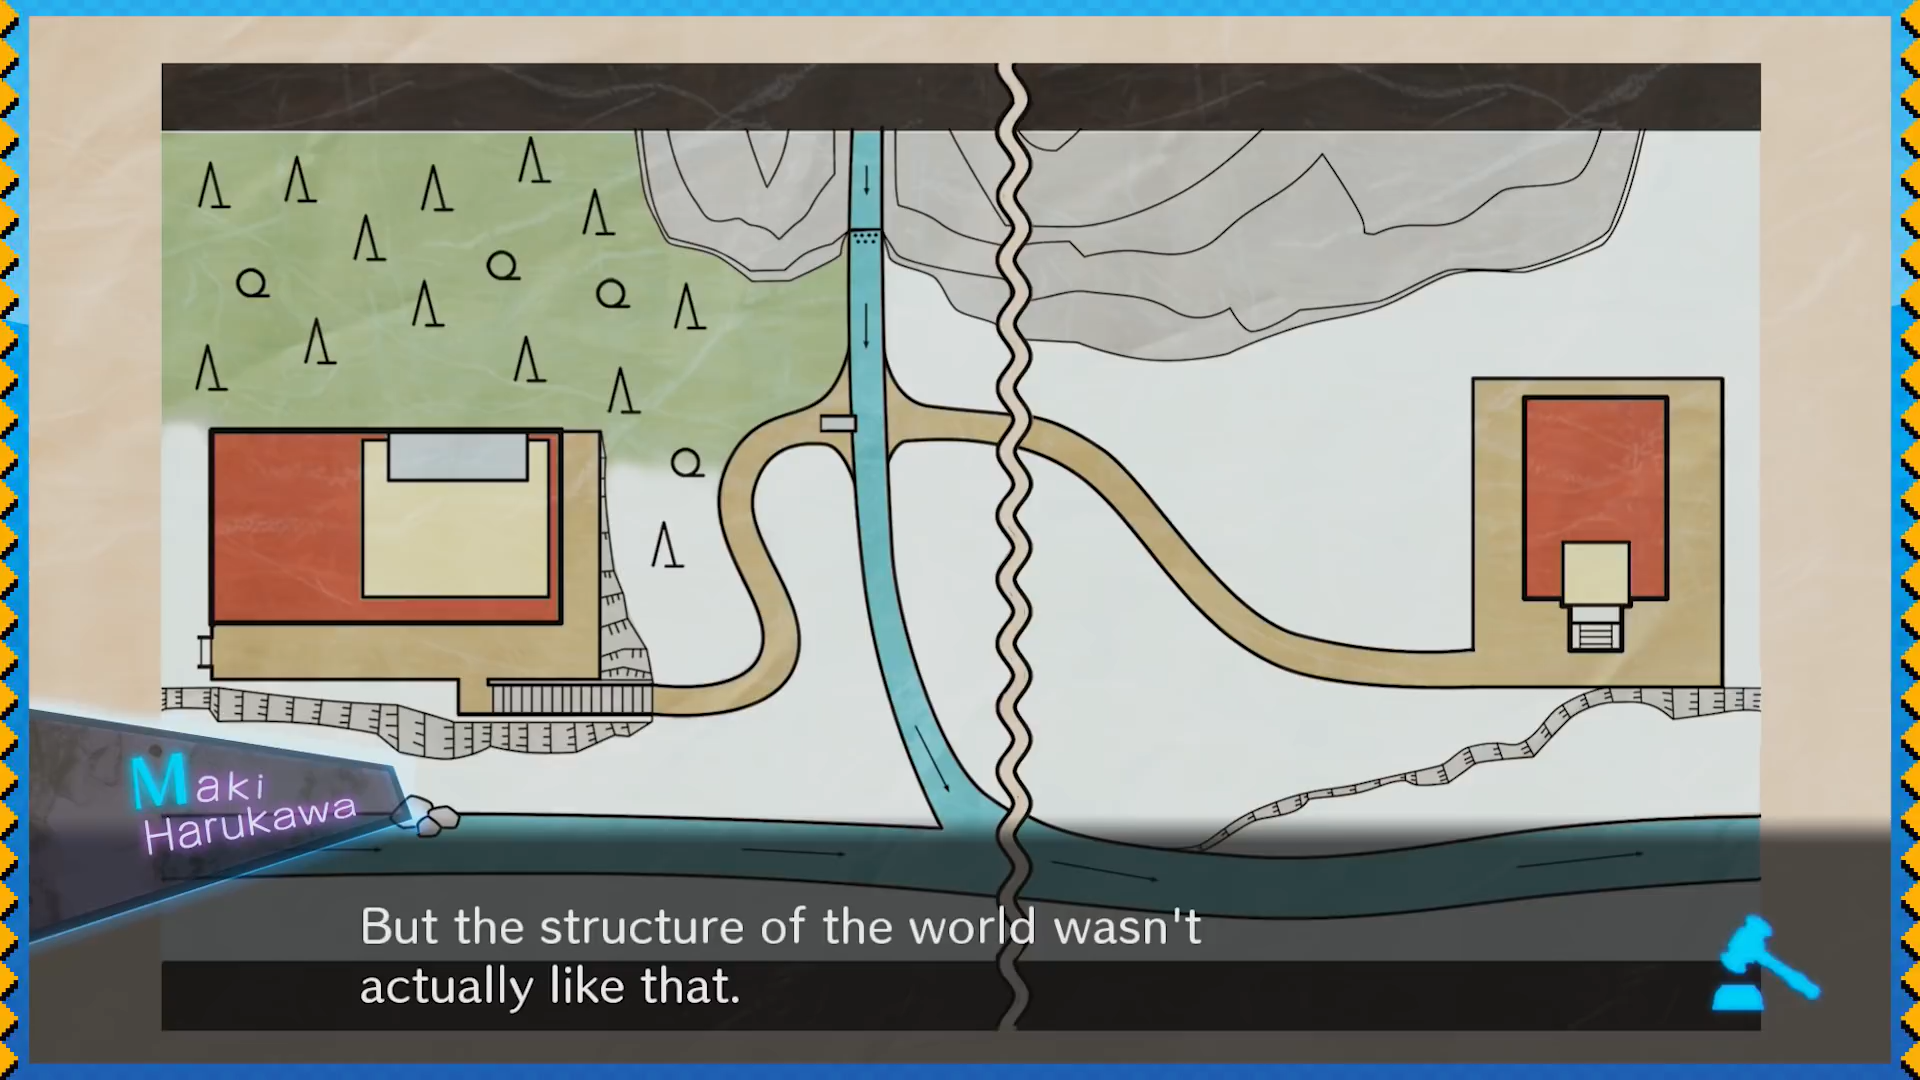 Maki
Harukawa
But the structure of the world wasn't
actually like that.